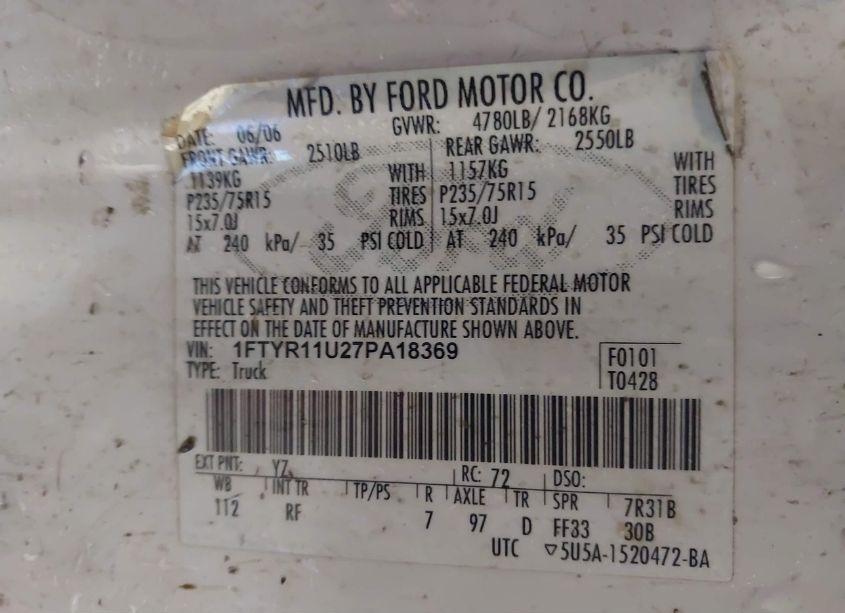 MFD. BY FORD MOTOR CO.
DATE: 06/06 GVWR: 4780LB/ 2168KG
FRONT GAWR: 2510LB REAR GAWR: 2550LB
1139KG WITH 1157KG WITH
P235/75R15 TIRES P235/75R15 TIRES
15x7.0J RIMS 15x7.0J RIMS
AT 240 kPa/ 35 PSI COLD AT 240 kPa/ 35 PSI COLD
THIS VEHICLE CONFORMS TO ALL APPLICABLE FEDERAL MOTOR
VEHICLE SAFETY AND THEFT PREVENTION STANDARDS IN
EFFECT ON THE DATE OF MANUFACTURE SHOWN ABOVE.
VIN: 1FTYR11U27PA18369 F0101
TYPE: Truck T0428
EXT PNT: YZ RC: 72 DSO:
WB INT TR TP/PS R AXLE TR SPR 7R31B
112 RF 7 97 D FF33 30B
UTC ▽5U5A-1520472-BA